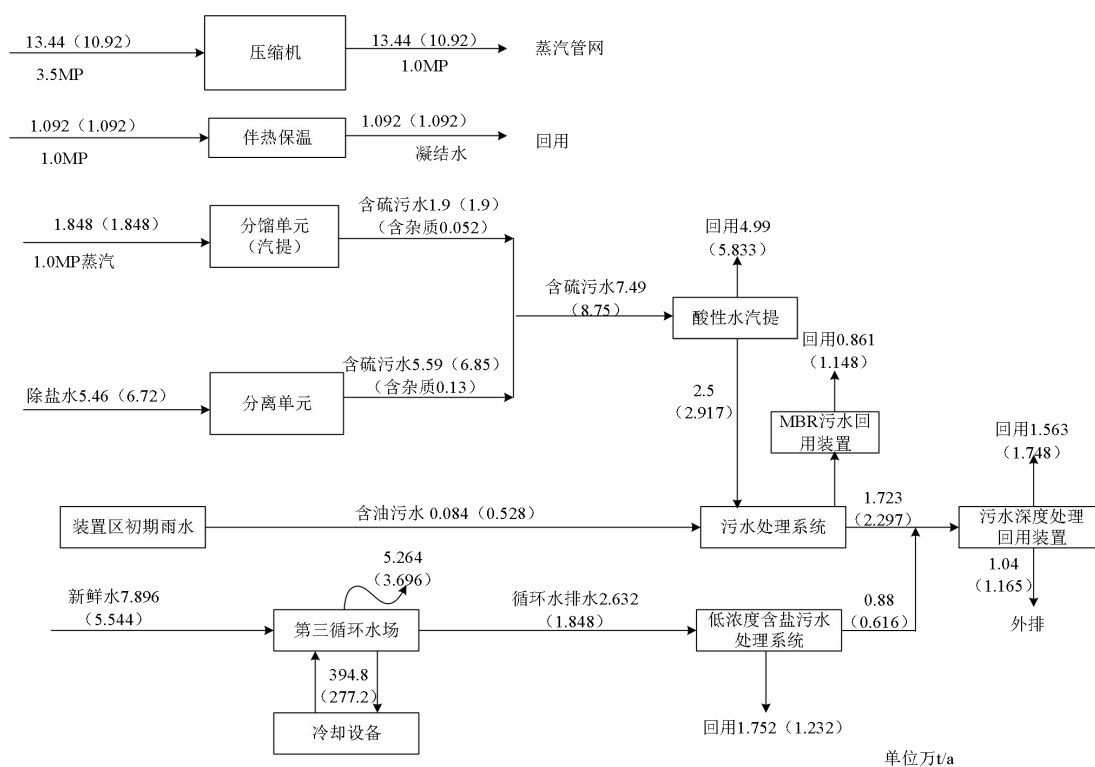 13.44（10.92）
3.5MP
压缩机
13.44（10.92）
1.0MP
蒸汽管网
1.092（1.092）
1.0MP
伴热保温
1.092（1.092）
凝结水
回用
1.848（1.848）
1.0MP蒸汽
分馏单元
（汽提）
含硫污水1.9（1.9）
（含杂质0.052）
回用4.99
（5.833）
含硫污水7.49
（8.75）
酸性水汽提
除盐水5.46（6.72）
分离单元
含硫污水5.59（6.85）
（含杂质0.13）
2.5
（2.917）
回用0.861
（1.148）
MBR污水回
用装置
回用1.563
（1.748）
装置区初期雨水
含油污水 0.084（0.528）
污水处理系统
1.723
（2.297）
污水深度处理
回用装置
1.04
（1.165）
外排
新鲜水7.896
（5.544）
5.264
（3.696）
第三循环水场
循环水排水2.632
（1.848）
低浓度含盐污水
处理系统
0.88
（0.616）
394.8
（277.2）
冷却设备
回用1.752（1.232）
单位万t/a